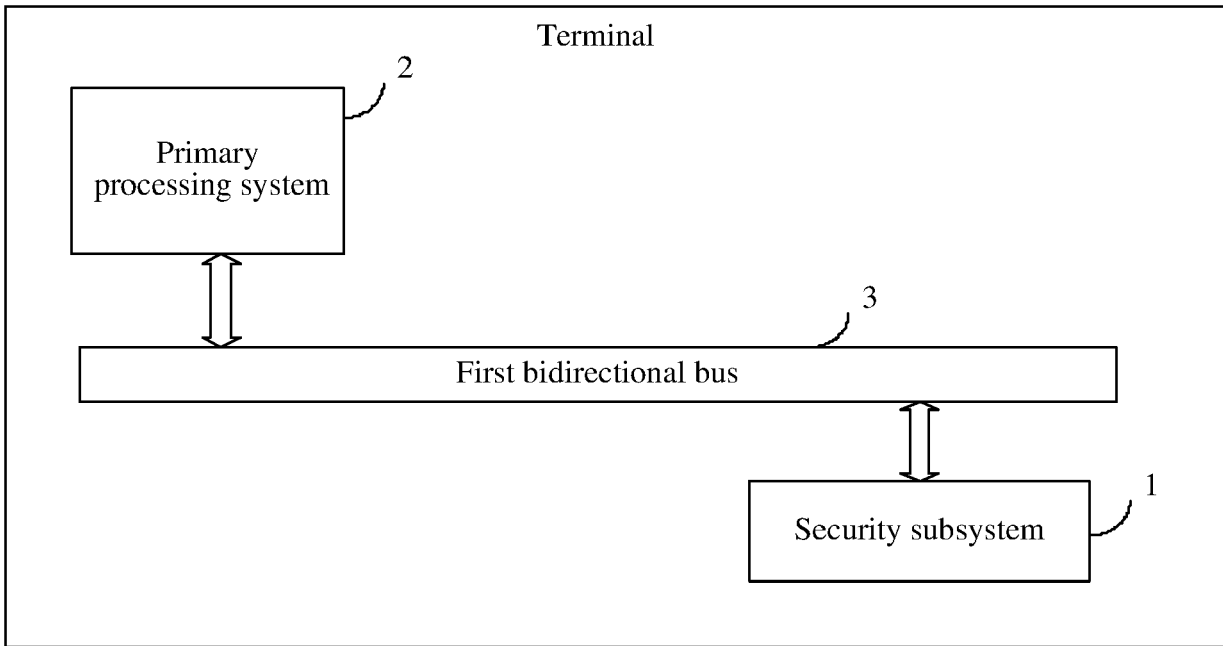 Terminal
2
Primary
processing system
3
First bidirectional bus
1
Security subsystem